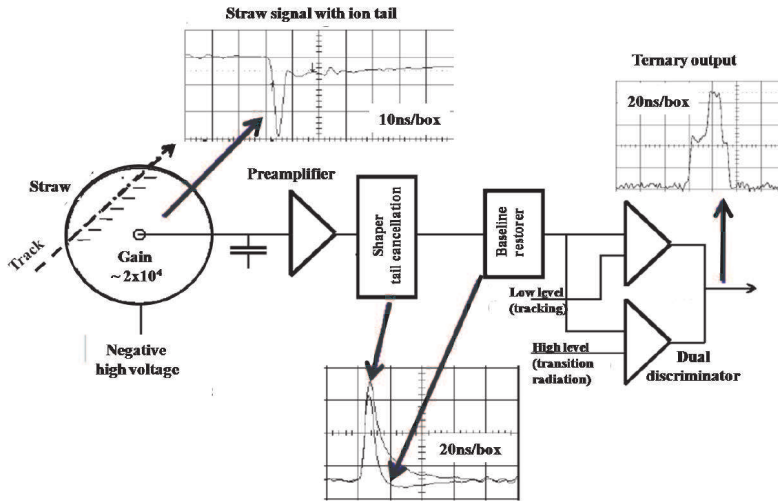 Straw signal with ion tail
10ns/box
Ternary output
20ns/box
Straw
Track
Gain
~2x10⁴
Negative
high voltage
Preamplifier
Shaper
tail cancellation
Baseline
restorer
Low level
(tracking)
High level
(transition
radiation)
Dual
discriminator
20ns/box